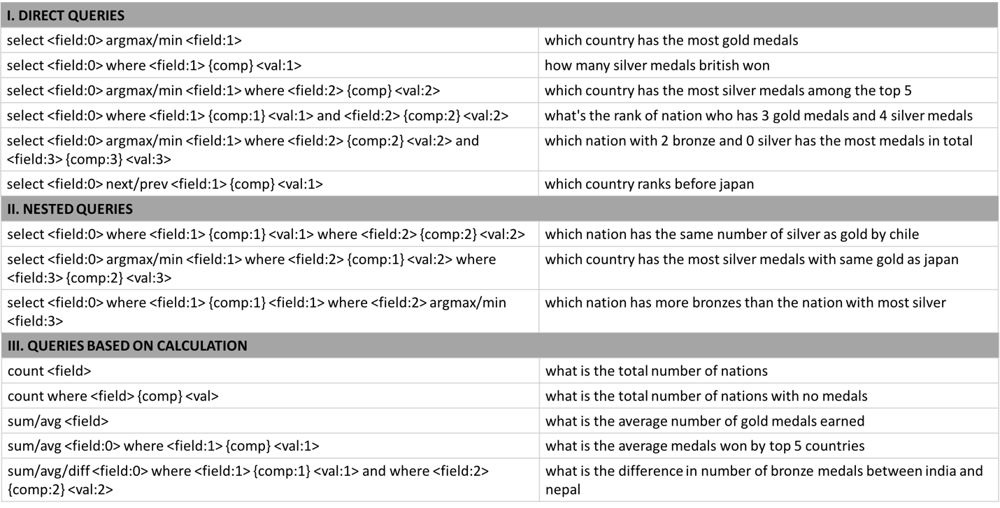 I. DIRECT QUERIES
select <field:0> argmax/min <field:1>
which country has the most gold medals
select <field:0> where <field:1> {comp} <val:1>
how many silver medals british won
select <field:0> argmax/min <field:1> where <field:2> {comp} <val:2>
which country has the most silver medals among the top 5
select <field:0> where <field:1> {comp:1} <val:1> and <field:2> {comp:2} <val:2>
what's the rank of nation who has 3 gold medals and 4 silver medals
select <field:0> argmax/min <field:1> where <field:2> {comp:2} <val:2> and
<field:3> {comp:3} <val:3>
which nation with 2 bronze and 0 silver has the most medals in total
select <field:0> next/prev <field:1> {comp} <val:1>
which country ranks before japan
II. NESTED QUERIES
select <field:0> where <field:1> {comp:1} <val:1> where <field:2> {comp:2} <val:2>
which nation has the same number of silver as gold by chile
select <field:0> argmax/min <field:1> where <field:2> {comp:1} <val:2> where
<field:3> {comp:2} <val:3>
which country has the most silver medals with same gold as japan
select <field:0> where <field:1> {comp:1} <field:1> where <field:2> argmax/min
<field:3>
which nation has more bronzes than the nation with most silver
III. QUERIES BASED ON CALCULATION
count <field>
what is the total number of nations
count where <field> {comp} <val>
what is the total number of nations with no medals
sum/avg <field>
what is the average number of gold medals earned
sum/avg <field:0> where <field:1> {comp} <val:1>
what is the average medals won by top 5 countries
sum/avg/diff <field:0> where <field:1> {comp:1} <val:1> and where <field:2>
{comp:2} <val:2>
what is the difference in number of bronze medals between india and
nepal